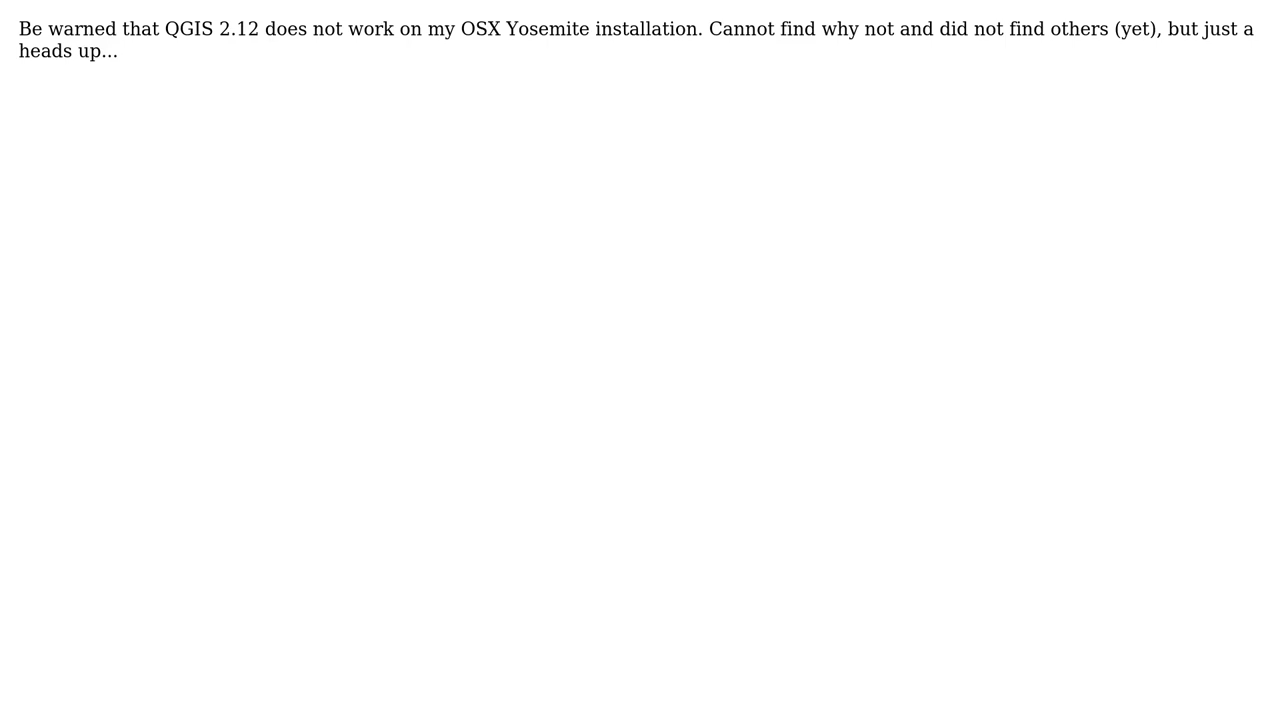 Be warned that QGIS 2.12 does not work on my OSX Yosemite installation. Cannot find why not and did not find others (yet), but just a
heads up...